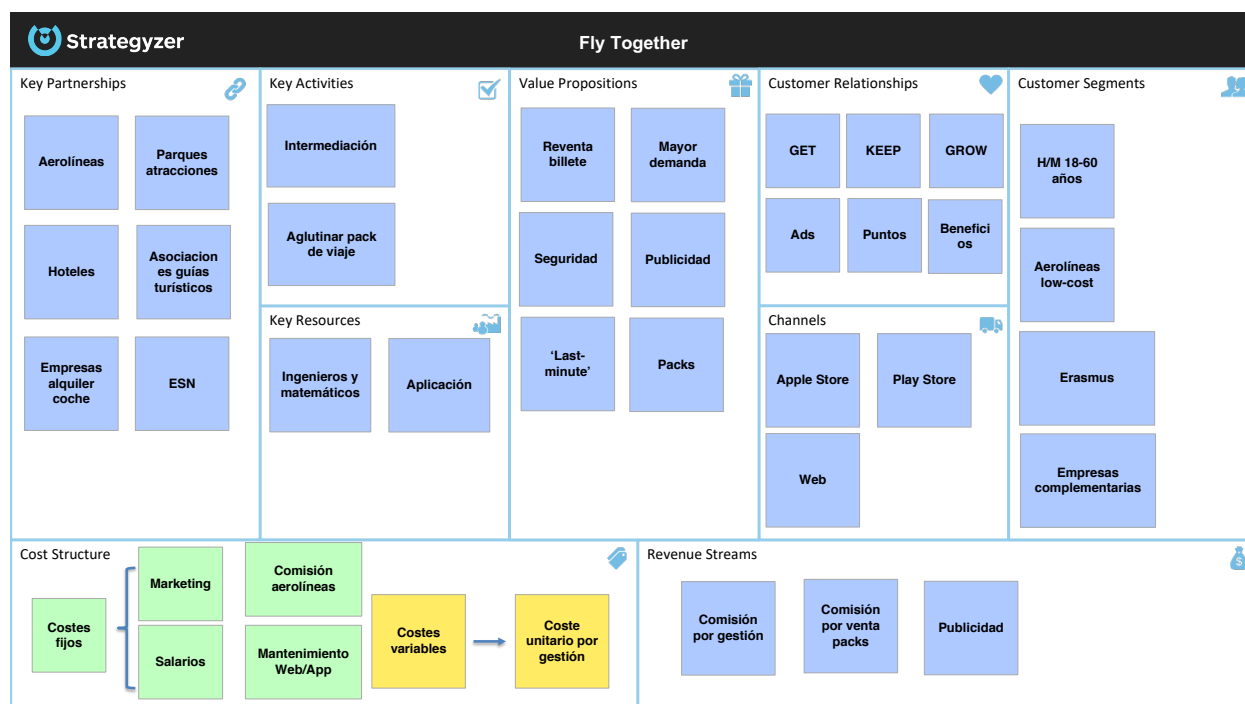 Strategyzer
Fly Together
Key Partnerships
Aerolíneas
Parques
atracciones
Hoteles
Asociacion
es guías
turísticos
Empresas
alquiler
coche
ESN
Key Activities
Intermediación
Aglutinar pack
de viaje
Key Resources
Ingenieros y
matemáticos
Aplicación
Value Propositions
Reventa
billete
Mayor
demanda
Seguridad
Publicidad
‘Last-
minute’
Packs
Customer Relationships
GET
KEEP
GROW
Ads
Puntos
Benefici
os
Channels
Apple Store
Play Store
Web
Customer Segments
H/M 18-60
años
Aerolíneas
low-cost
Erasmus
Empresas
complementarias
Cost Structure
Costes
fijos
Marketing
Salarios
Comisión
aerolíneas
Mantenimiento
Web/App
Costes
variables
Coste
unitario por
gestión
Revenue Streams
Comisión
por gestión
Comisión
por venta
packs
Publicidad